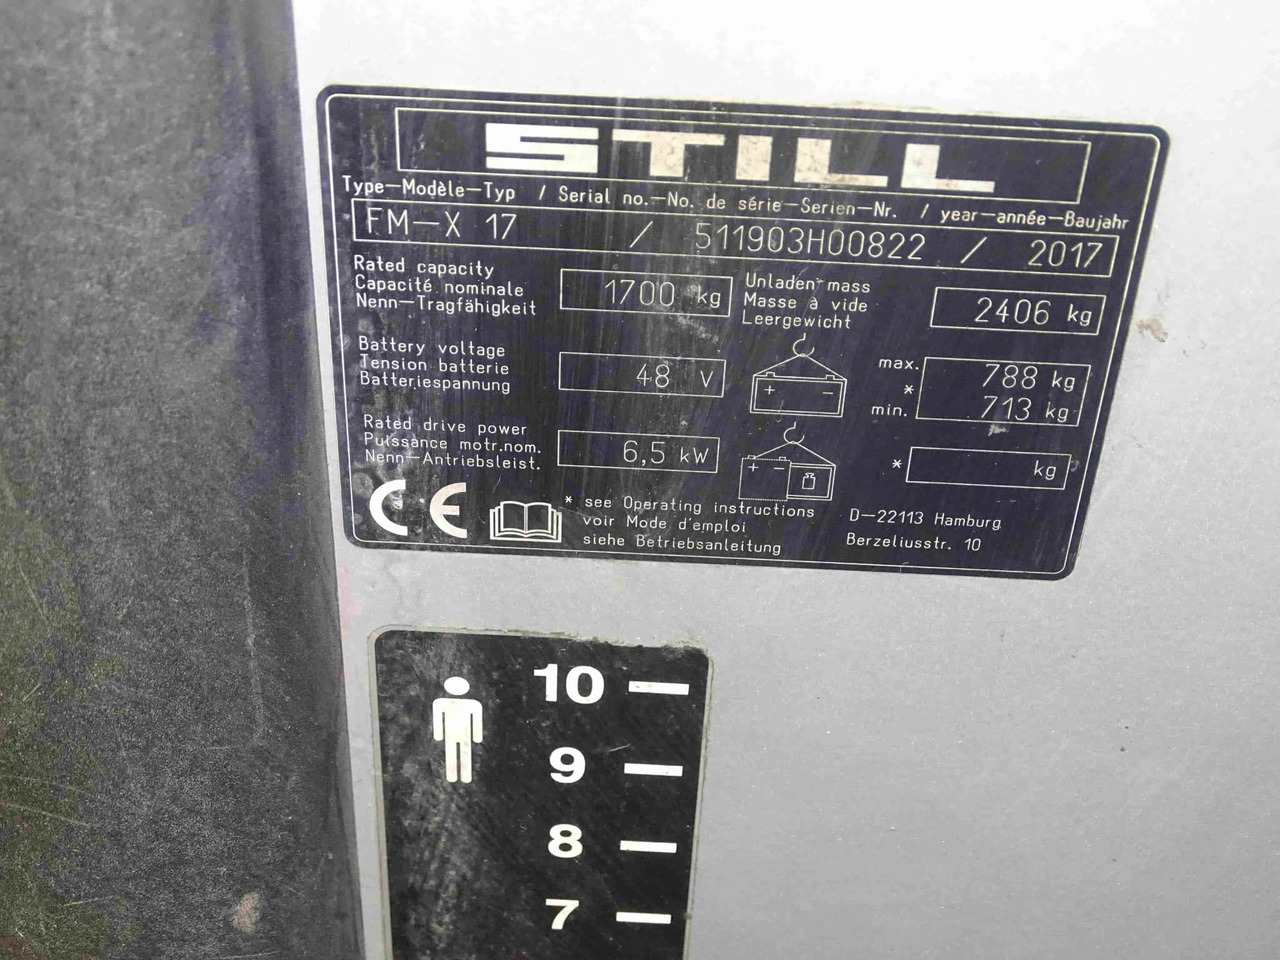 STILL
Type—Modèle—Typ / Serial no.—No. de série—Serien—Nr. / year—année—Baujahr
FM—X 17 / 511903H00822 / 2017
Rated capacity
Capacité nominale
Nenn—Tragfähigkeit
1700 kg
Unladen mass
Masse à vide
Leergewicht
2406 kg
Battery voltage
Tension batterie
Batteriespannung
48 V
+ −
max. 788 kg
*
min. 713 kg
Rated drive power
Puissance motr.nom.
Nenn—Antriebsleist.
6,5 kW
+ −
* kg
CE
* see Operating instructions
voir Mode d'emploi
siehe Betriebsanleitung
D—22113 Hamburg
Berzeliusstr. 10
10
9
8
7